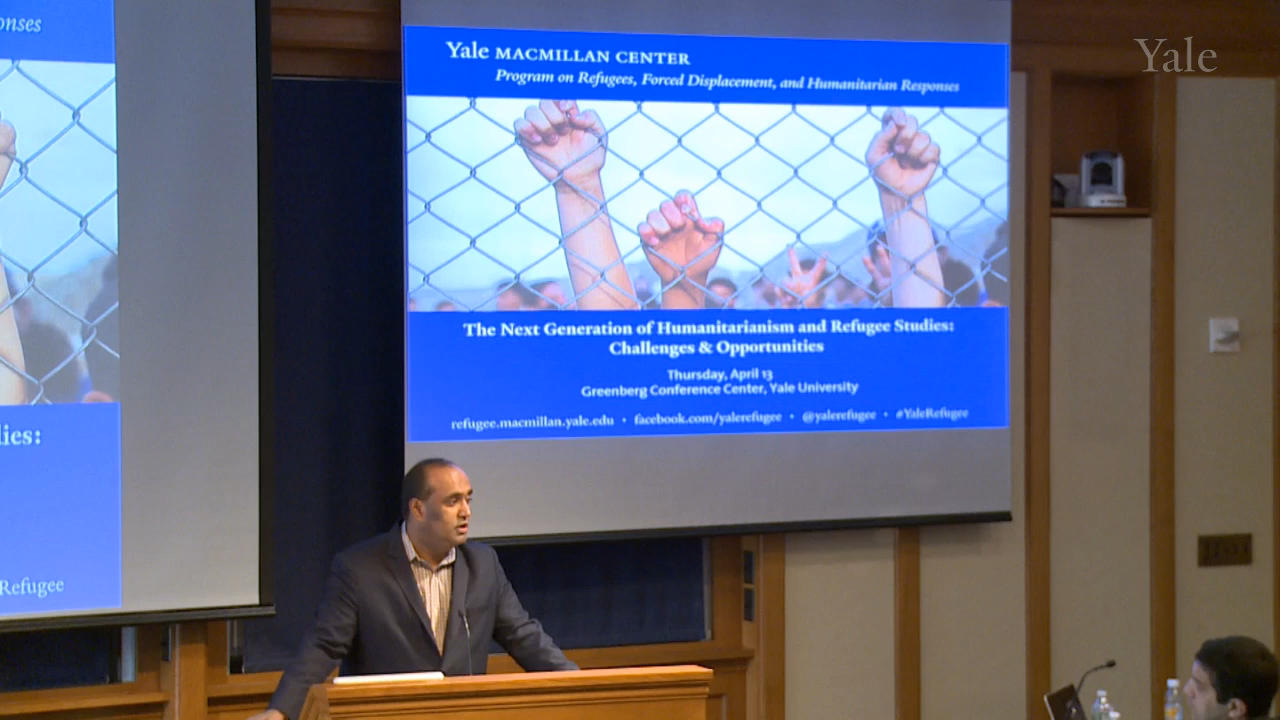 onses
Yale MACMILLAN CENTER
Program on Refugees, Forced Displacement, and Humanitarian Responses
Yale
The Next Generation of Humanitarianism and Refugee Studies:
Challenges & Opportunities
Thursday, April 13
Greenberg Conference Center, Yale University
refugee.macmillan.yale.edu • facebook.com/yalerefugee • @yalerefugee • #YaleRefugee
lies:
Refugee